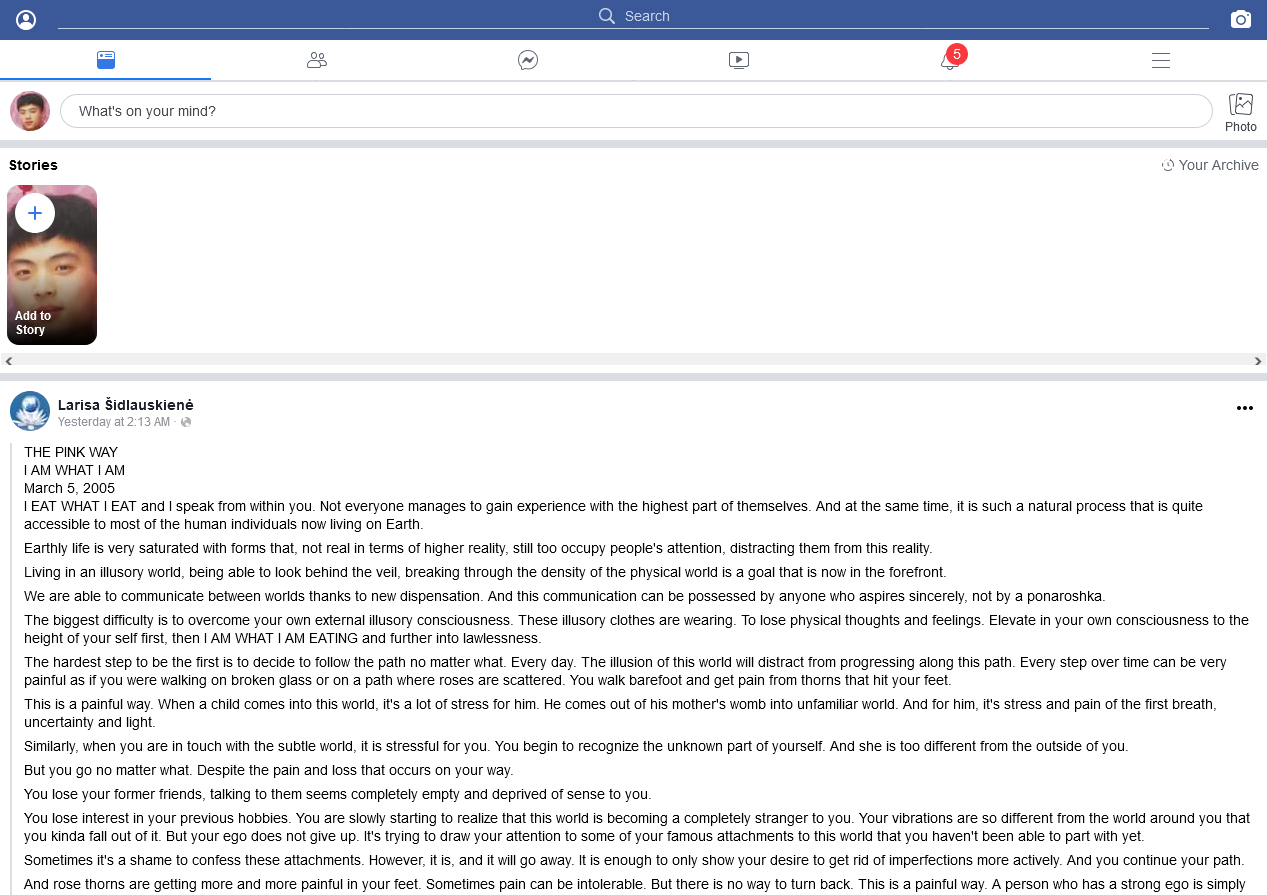 Search
5
What's on your mind?
Photo
Stories
Your Archive
Add to
Story
Larisa Šidlauskienė
Yesterday at 2:13 AM ·
THE PINK WAY
I AM WHAT I AM
March 5, 2005
I EAT WHAT I EAT and I speak from within you. Not everyone manages to gain experience with the highest part of themselves. And at the same time, it is such a natural process that is quite
accessible to most of the human individuals now living on Earth.
Earthly life is very saturated with forms that, not real in terms of higher reality, still too occupy people's attention, distracting them from this reality.
Living in an illusory world, being able to look behind the veil, breaking through the density of the physical world is a goal that is now in the forefront.
We are able to communicate between worlds thanks to new dispensation. And this communication can be possessed by anyone who aspires sincerely, not by a ponaroshka.
The biggest difficulty is to overcome your own external illusory consciousness. These illusory clothes are wearing. To lose physical thoughts and feelings. Elevate in your own consciousness to the
height of your self first, then I AM WHAT I AM EATING and further into lawlessness.
The hardest step to be the first is to decide to follow the path no matter what. Every day. The illusion of this world will distract from progressing along this path. Every step over time can be very
painful as if you were walking on broken glass or on a path where roses are scattered. You walk barefoot and get pain from thorns that hit your feet.
This is a painful way. When a child comes into this world, it's a lot of stress for him. He comes out of his mother's womb into unfamiliar world. And for him, it's stress and pain of the first breath,
uncertainty and light.
Similarly, when you are in touch with the subtle world, it is stressful for you. You begin to recognize the unknown part of yourself. And she is too different from the outside of you.
But you go no matter what. Despite the pain and loss that occurs on your way.
You lose your former friends, talking to them seems completely empty and deprived of sense to you.
You lose interest in your previous hobbies. You are slowly starting to realize that this world is becoming a completely stranger to you. Your vibrations are so different from the world around you that
you kinda fall out of it. But your ego does not give up. It's trying to draw your attention to some of your famous attachments to this world that you haven't been able to part with yet.
Sometimes it's a shame to confess these attachments. However, it is, and it will go away. It is enough to only show your desire to get rid of imperfections more actively. And you continue your path.
And rose thorns are getting more and more painful in your feet. Sometimes pain can be intolerable. But there is no way to turn back. This is a painful way. A person who has a strong ego is simply